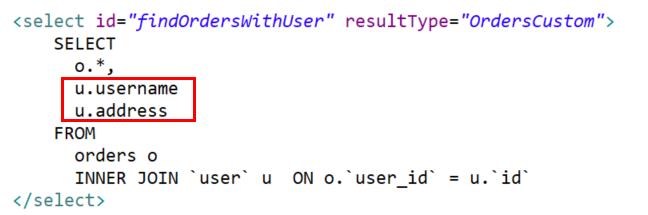 <select id="findOrdersWithUser" resultType="OrdersCustom">
SELECT
o.*,
u.username
u.address
FROM
orders o
INNER JOIN `user` u  ON o.`user_id` = u.`id`
</select>